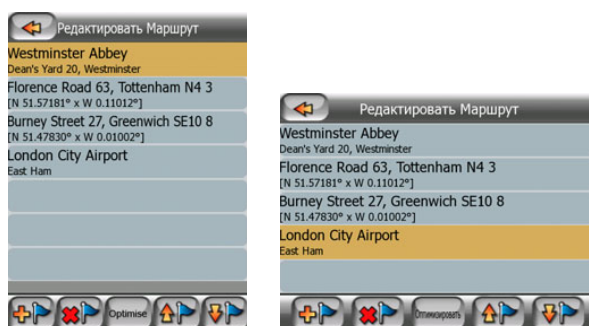 Редактировать Маршрут
Westminster Abbey
Dean's Yard 20, Westminster
Florence Road 63, Tottenham N4 3
[N 51.57181° x W 0.11012°]
Burney Street 27, Greenwich SE10 8
[N 51.47830° x W 0.01002°]
London City Airport
East Ham
Optimise
Редактировать Маршрут
Westminster Abbey
Dean's Yard 20, Westminster
Florence Road 63, Tottenham N4 3
[N 51.57181° x W 0.11012°]
Burney Street 27, Greenwich SE10 8
[N 51.47830° x W 0.01002°]
London City Airport
East Ham
Оптимизировать